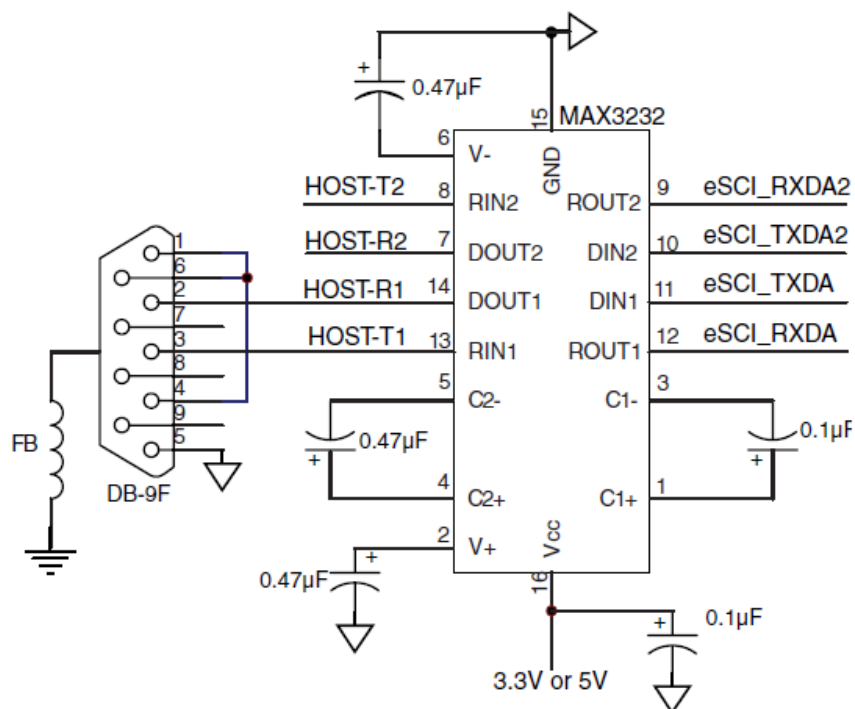 +
0.47µF
15
MAX3232
6
V-
GND
HOST-T2
8
RIN2
ROUT2
9
eSCI_RXDA2
HOST-R2
7
DOUT2
DIN2
10
eSCI_TXDA2
HOST-R1
14
DOUT1
DIN1
11
eSCI_TXDA
HOST-T1
13
RIN1
ROUT1
12
eSCI_RXDA
1
6
2
7
3
8
4
9
5
FB
DB-9F
5
C2-
C1-
3
0.47µF
+
0.1µF
+
4
C2+
C1+
1
2
V+
Vcc
16
0.47µF
+
+
0.1µF
3.3V or 5V